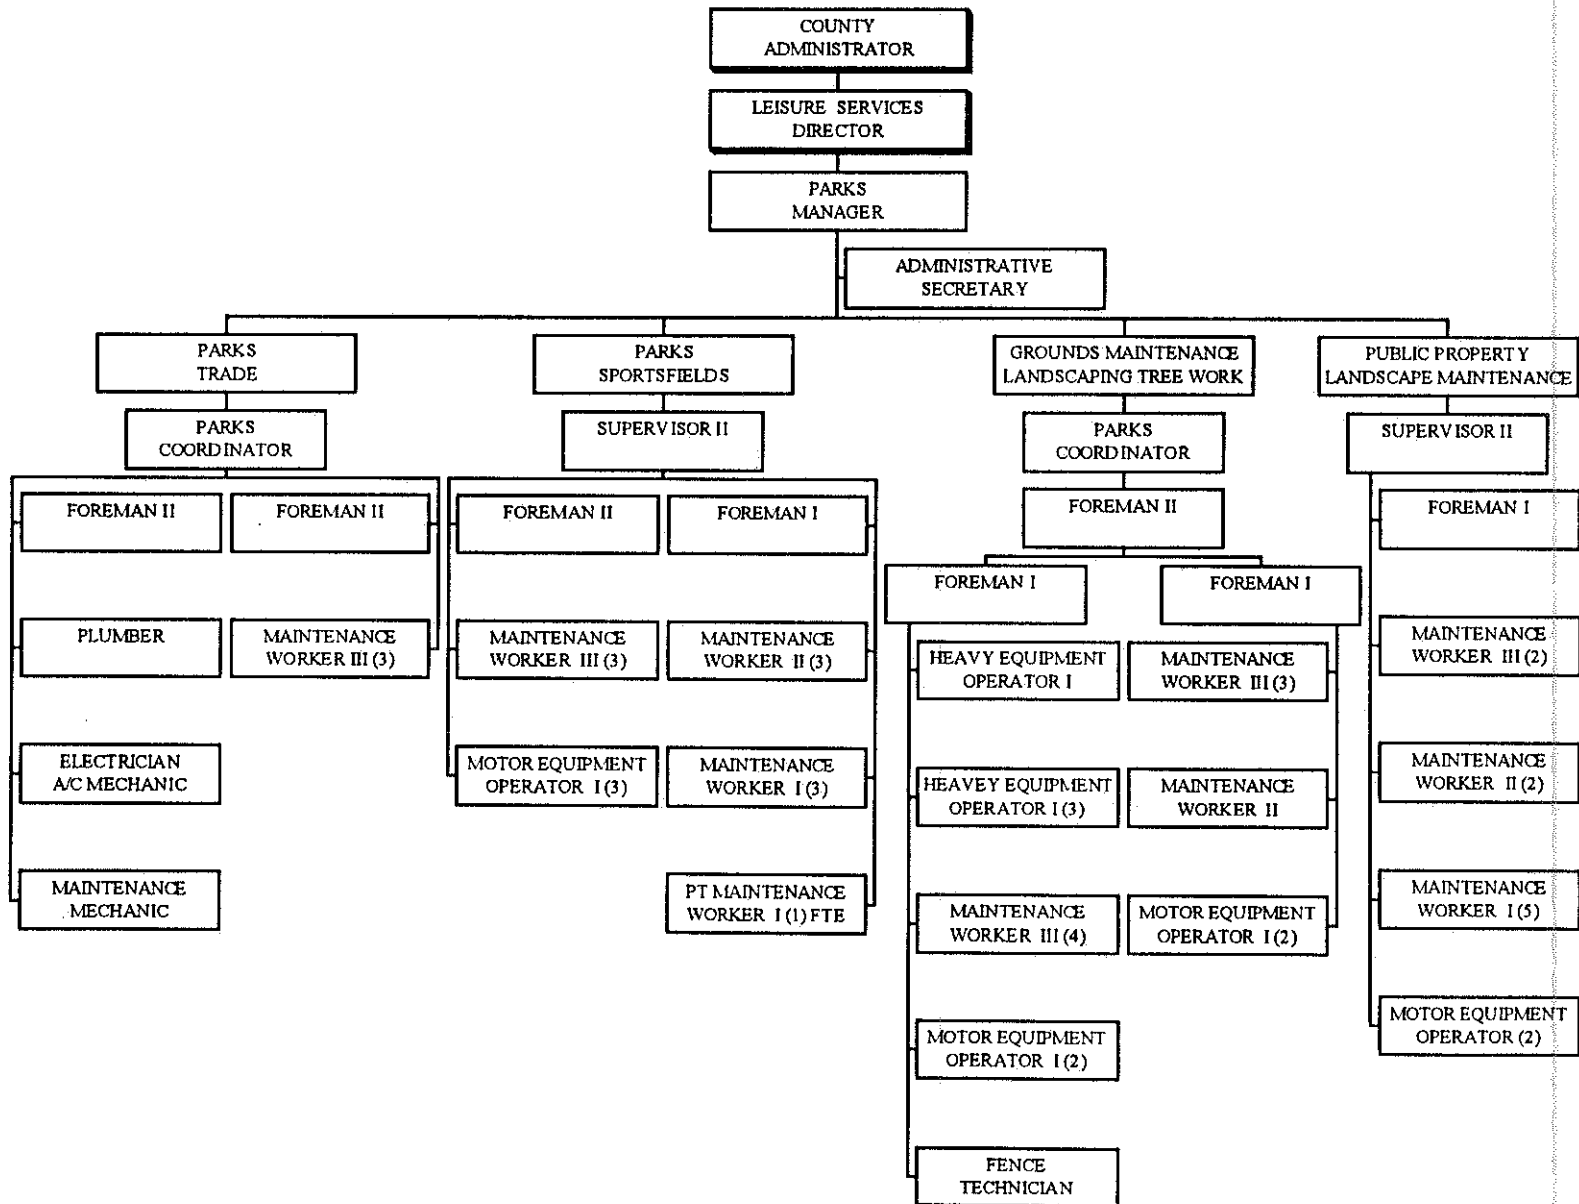 COUNTY
ADMINISTRATOR
LEISURE SERVICES
DIRECTOR
PARKS
MANAGER
ADMINISTRATIVE
SECRETARY
PARKS
TRADE
PARKS
COORDINATOR
FOREMAN II
PLUMBER
ELECTRICIAN
A/C MECHANIC
MAINTENANCE
MECHANIC
FOREMAN II
MAINTENANCE
WORKER III (3)
PARKS
SPORTSFIELDS
SUPERVISOR II
FOREMAN II
MAINTENANCE
WORKER III (3)
MOTOR EQUIPMENT
OPERATOR I (3)
FOREMAN I
MAINTENANCE
WORKER II (3)
MAINTENANCE
WORKER I (3)
PT MAINTENANCE
WORKER I (1) FTE
GROUNDS MAINTENANCE
LANDSCAPING TREE WORK
PARKS
COORDINATOR
FOREMAN II
FOREMAN I
HEAVY EQUIPMENT
OPERATOR I
HEAVEY EQUIPMENT
OPERATOR I (3)
MAINTENANCE
WORKER III (4)
MOTOR EQUIPMENT
OPERATOR I (2)
FENCE
TECHNICIAN
FOREMAN I
MAINTENANCE
WORKER III (3)
MAINTENANCE
WORKER II
MOTOR EQUIPMENT
OPERATOR I (2)
PUBLIC PROPERTY
LANDSCAPE MAINTENANCE
SUPERVISOR II
FOREMAN I
MAINTENANCE
WORKER III (2)
MAINTENANCE
WORKER II (2)
MAINTENANCE
WORKER I (5)
MOTOR EQUIPMENT
OPERATOR (2)